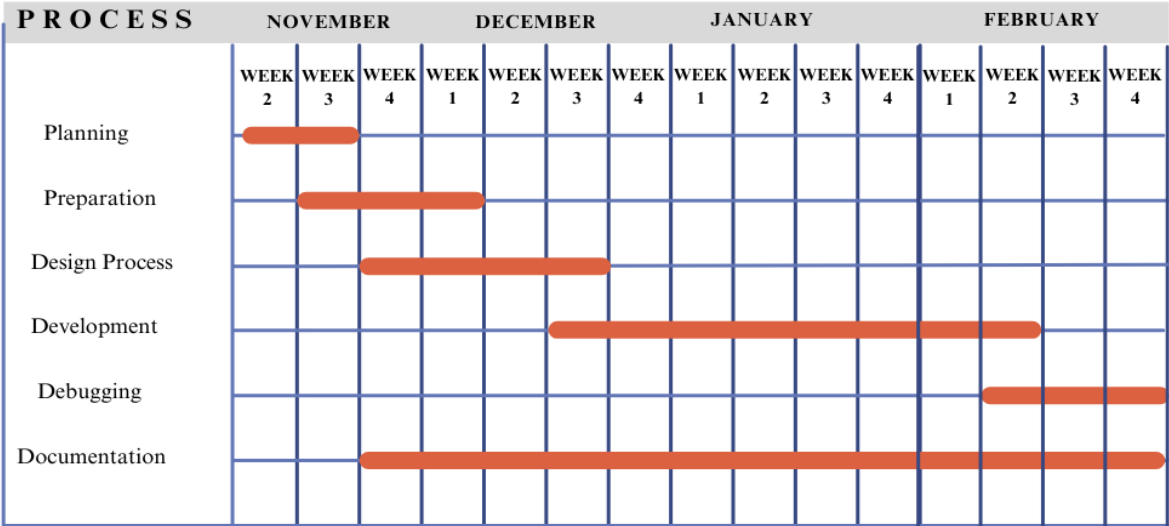 PROCESS NOVEMBER DECEMBER JANUARY FEBRUARY
WEEK WEEK WEEK WEEK WEEK WEEK WEEK WEEK WEEK WEEK WEEK WEEK WEEK WEEK WEEK
2 3 4 1 2 3 4 1 2 3 4 1 2 3 4
Planning
Preparation
Design Process
Development
Debugging
Documentation